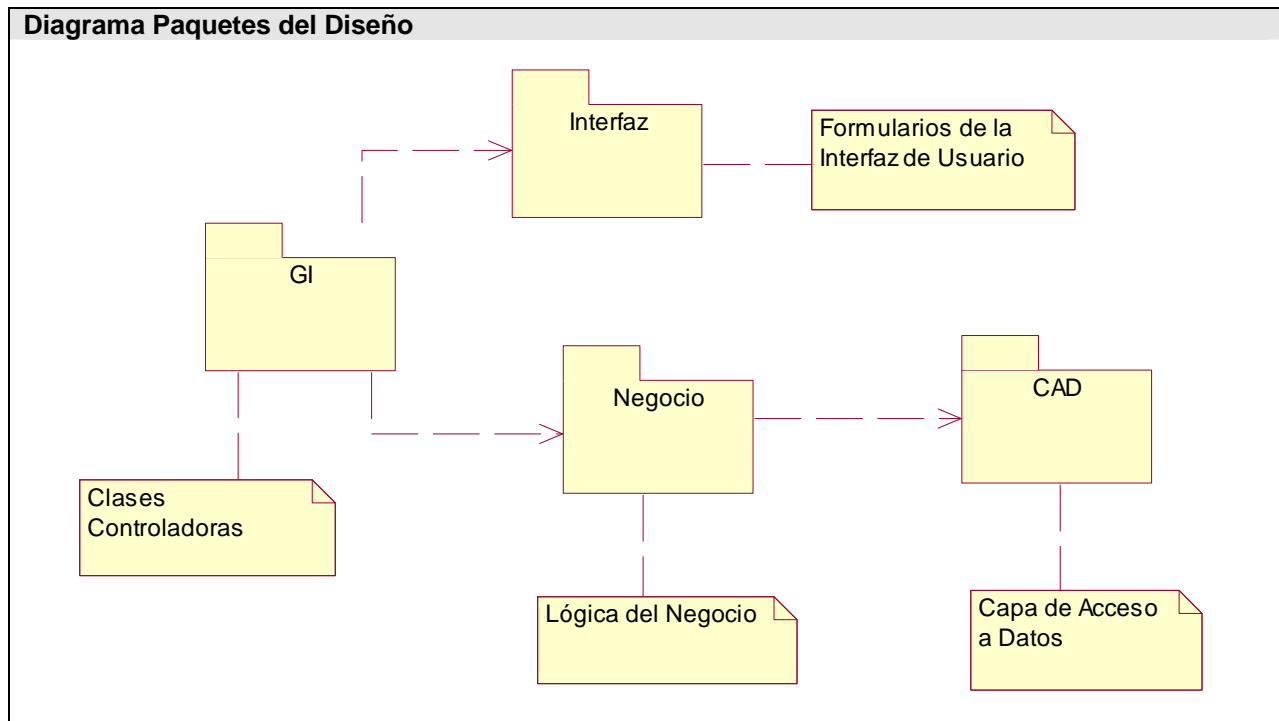 Diagrama Paquetes del Diseño
Interfaz
Formularios de la
Interfaz de Usuario
GI
Negocio
CAD
Clases
Controladoras
Lógica del Negocio
Capa de Acceso
a Datos